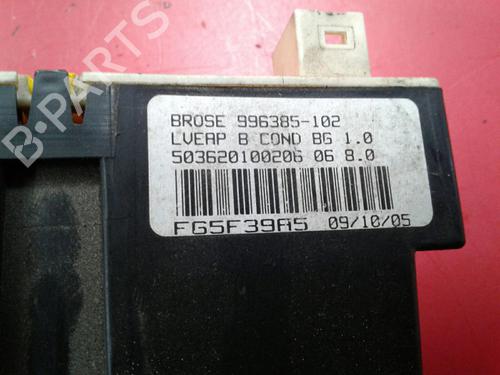 B-PARTS
BROSE 996385-102
LVEAP B COND BG 1.0
503620100206 06 8.0
FG5F39A5 09/10/05